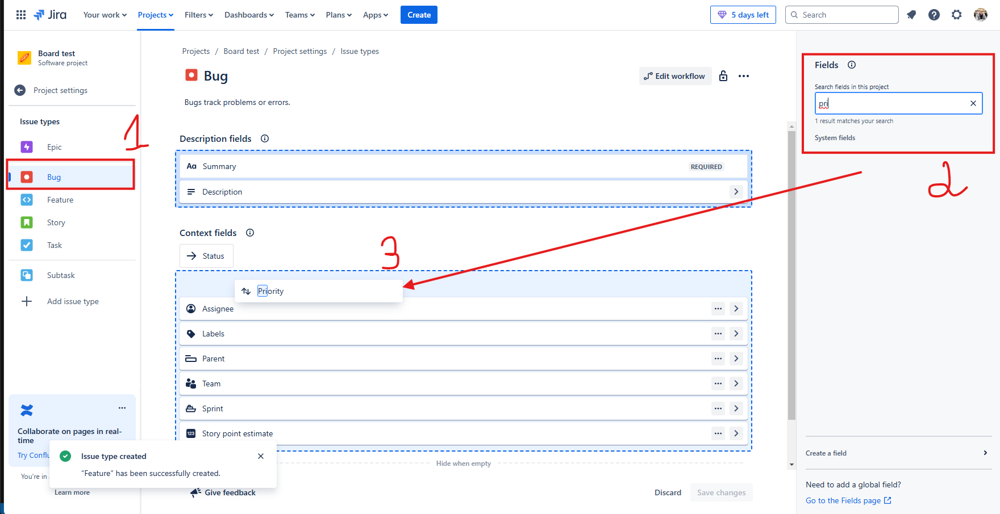 Jira Your work Projects Filters Dashboards Teams Plans Apps Create 5 days left Search
Board test
Software project
Project settings
Issue types
Epic
Bug
Feature
Story
Task
Subtask
Add issue type
Collaborate on pages in real-
time
Try Conflu
You're in a
Learn more
1
Projects / Board test / Project settings / Issue types
Bug
Edit workflow
Bugs track problems or errors.
Description fields
Aa Summary REQUIRED
Description
Context fields
Status
3
Priority
Assignee
Labels
Parent
Team
Sprint
123 Story point estimate
Hide when empty
Issue type created
“Feature” has been successfully created.
Give feedback
Discard Save changes
Fields
Search fields in this project
pri
1 result matches your search
System fields
2
Create a field
Need to add a global field?
Go to the Fields page